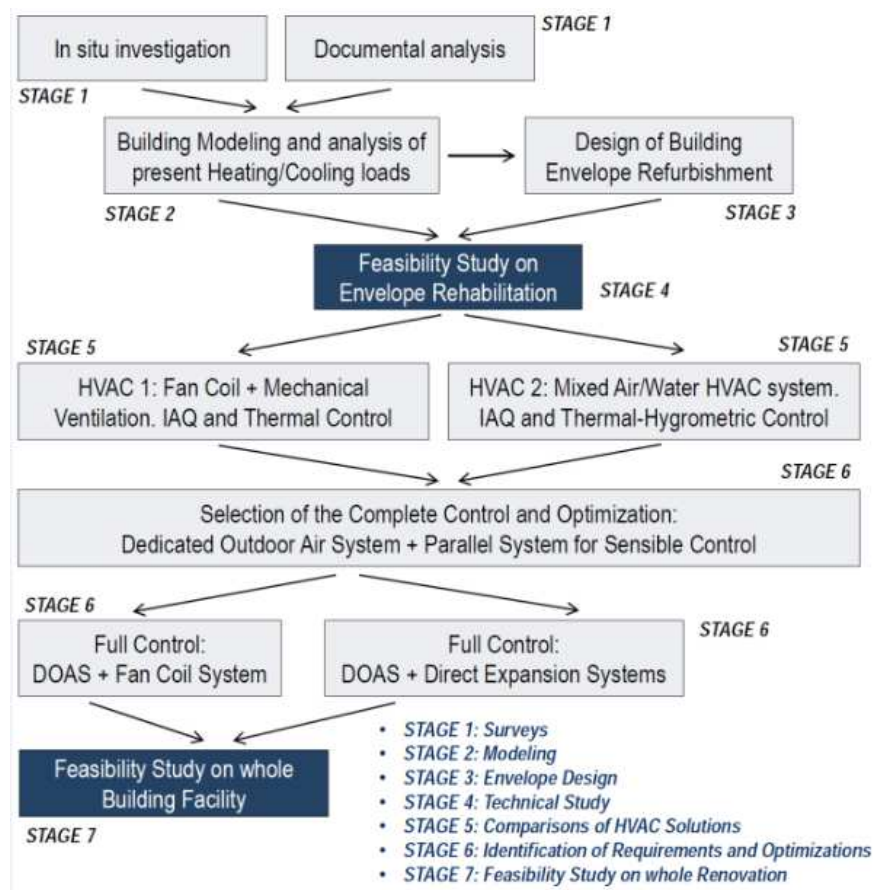 In situ investigation
Documental analysis
STAGE 1
STAGE 1
Building Modeling and analysis of
present Heating/Cooling loads
Design of Building
Envelope Refurbishment
STAGE 2
STAGE 3
Feasibility Study on
Envelope Rehabilitation
STAGE 4
STAGE 5
STAGE 5
HVAC 1: Fan Coil + Mechanical
Ventilation. IAQ and Thermal Control
HVAC 2: Mixed Air/Water HVAC system.
IAQ and Thermal-Hygrometric Control
STAGE 6
Selection of the Complete Control and Optimization:
Dedicated Outdoor Air System + Parallel System for Sensible Control
STAGE 6
Full Control:
DOAS + Fan Coil System
Full Control:
DOAS + Direct Expansion Systems
STAGE 6
Feasibility Study on whole
Building Facility
STAGE 7
• STAGE 1: Surveys
• STAGE 2: Modeling
• STAGE 3: Envelope Design
• STAGE 4: Technical Study
• STAGE 5: Comparisons of HVAC Solutions
• STAGE 6: Identification of Requirements and Optimizations
• STAGE 7: Feasibility Study on whole Renovation